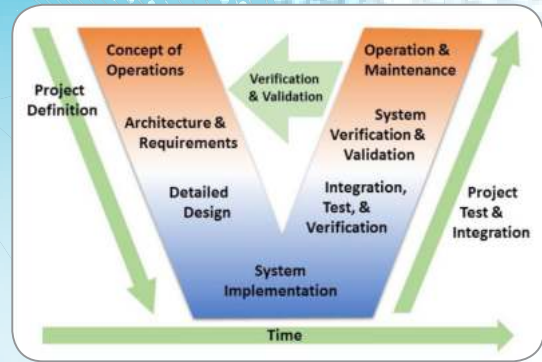 Concept of
Operations
Operation &
Maintenance
Verification
& Validation
Project
Definition
Architecture &
Requirements
System
Verification &
Validation
Detailed
Design
Integration,
Test, &
Verification
Project
Test &
Integration
System
Implementation
Time